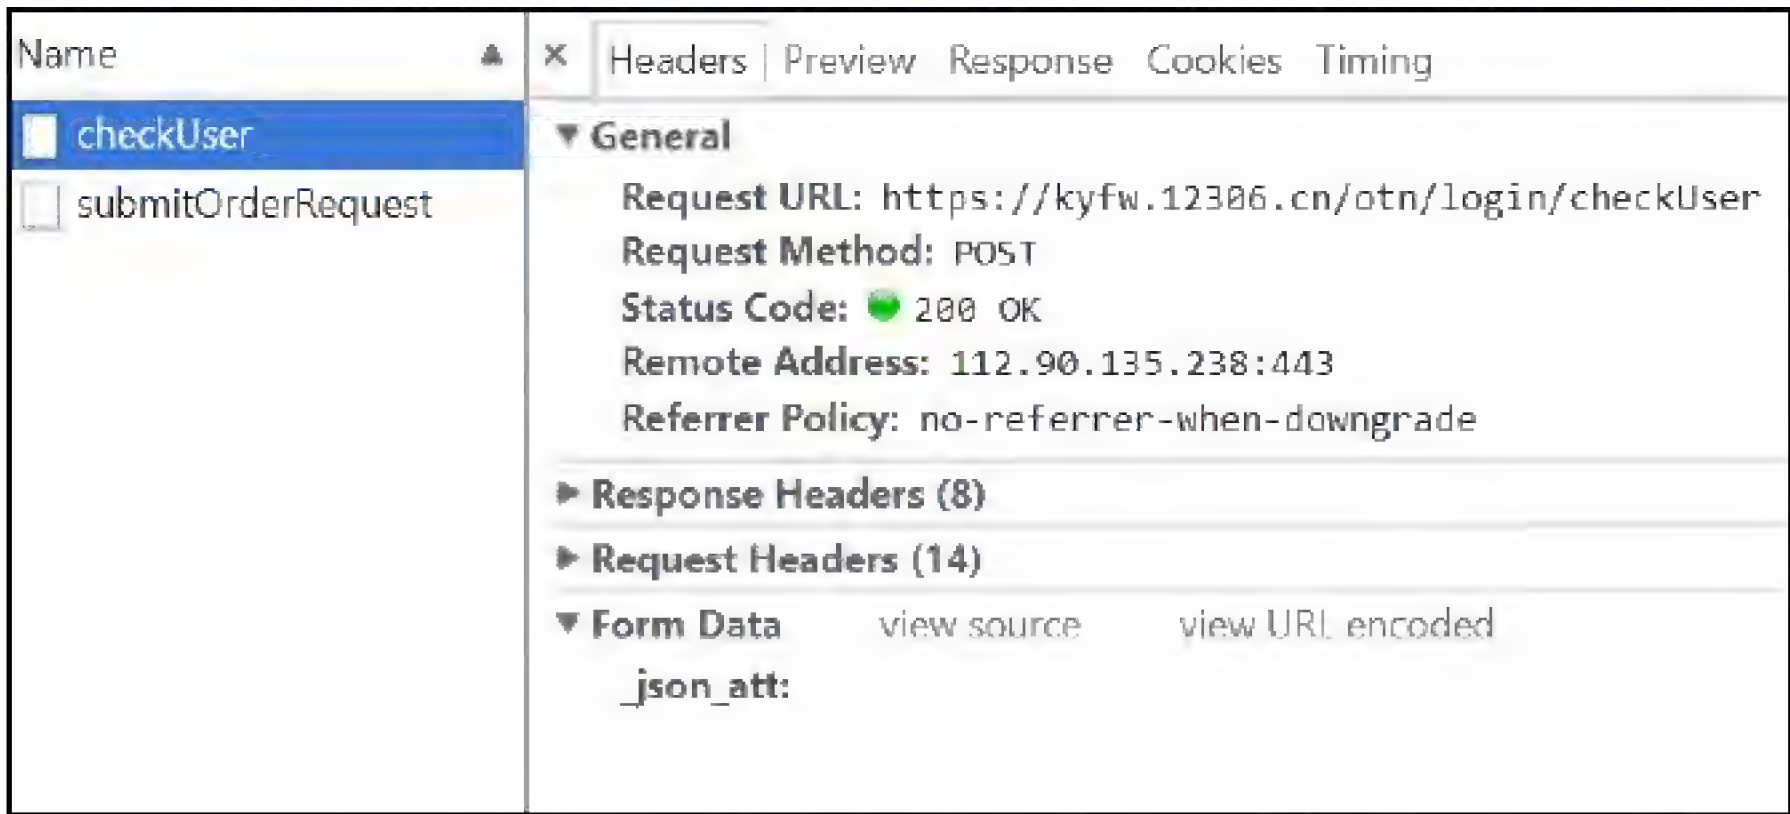 Name
checkUser
submitOrderRequest
Headers Preview Response Cookies Timing
General
Request URL: https://kyfw.12306.cn/otn/login/checkUser
Request Method: POST
Status Code: 200 OK
Remote Address: 112.90.135.238:443
Referrer Policy: no-referrer-when-downgrade
Response Headers (8)
Request Headers (14)
Form Data view source view URL encoded
_json_att: